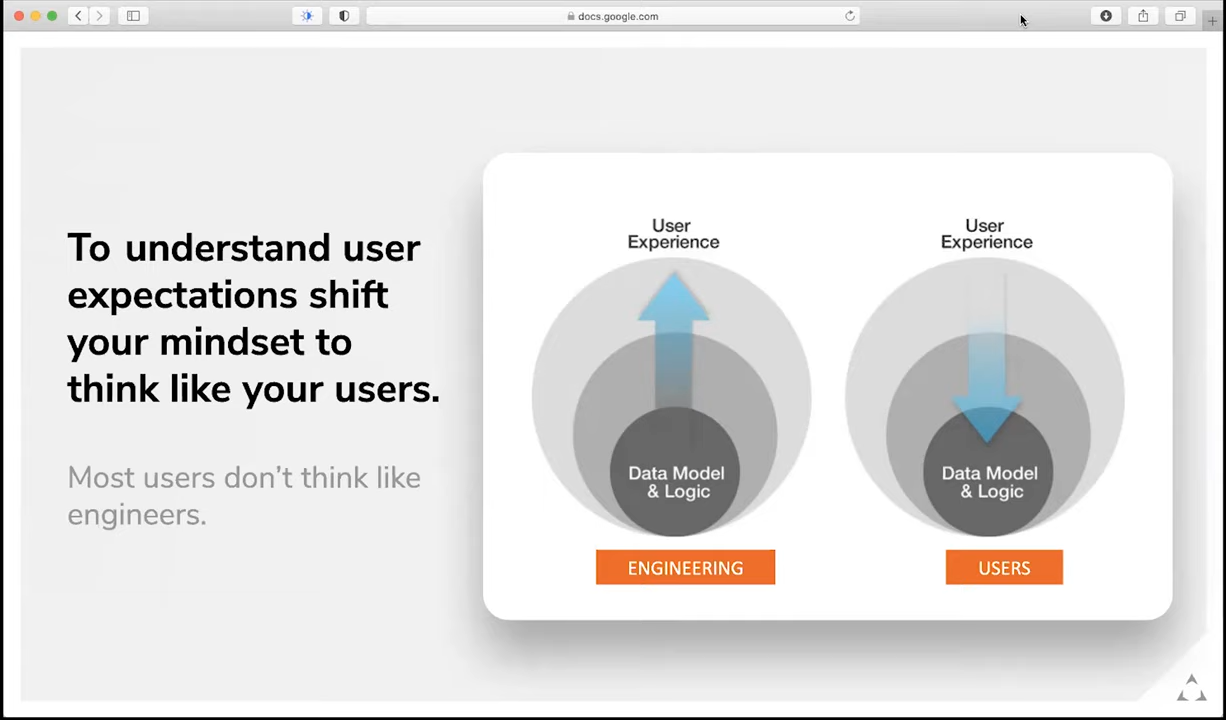 docs.google.com
To understand user
expectations shift
your mindset to
think like your users.
Most users don’t think like
engineers.
User
Experience
Data Model
& Logic
ENGINEERING
User
Experience
Data Model
& Logic
USERS